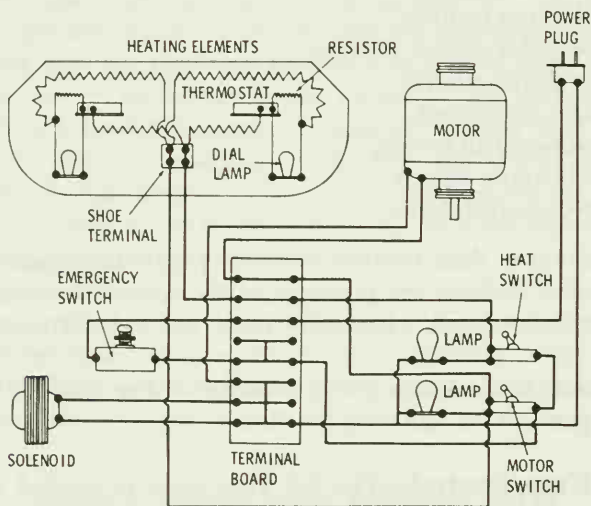 POWER
PLUG
HEATING ELEMENTS
RESISTOR
THERMOSTAT
MOTOR
DIAL
LAMP
SHOE
TERMINAL
EMERGENCY
SWITCH
HEAT
SWITCH
LAMP
LAMP
SOLENOID
TERMINAL
BOARD
MOTOR
SWITCH